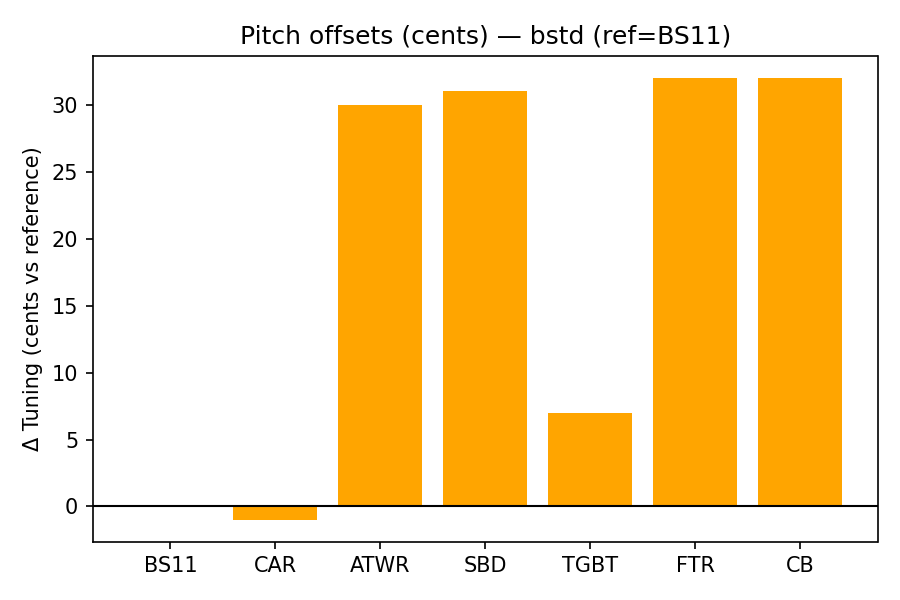 Pitch offsets (cents) — bstd (ref=BS11)
Δ Tuning (cents vs reference)
30
25
20
15
10
5
0
BS11 CAR ATWR SBD TGBT FTR CB